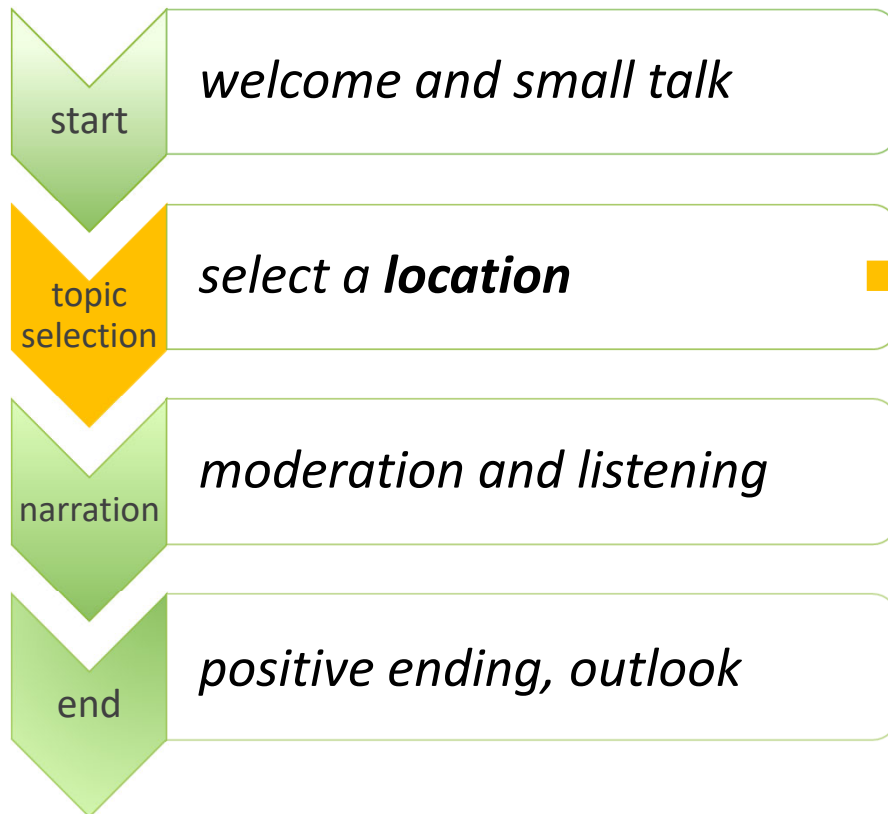 start
welcome and small talk
topic
selection
select a location
narration
moderation and listening
end
positive ending, outlook